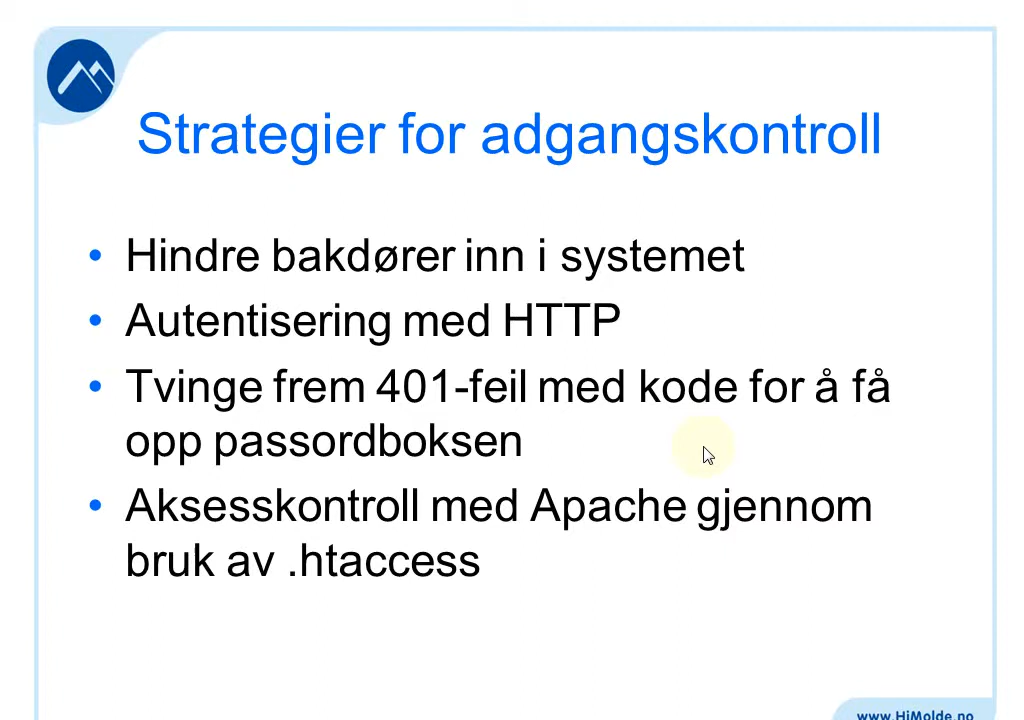 Strategier for adgangskontroll
• Hindre bakdører inn i systemet
• Autentisering med HTTP
• Tvinge frem 401-feil med kode for å få
opp passordboksen
• Aksesskontroll med Apache gjennom
bruk av .htaccess
www.HiMolde.no